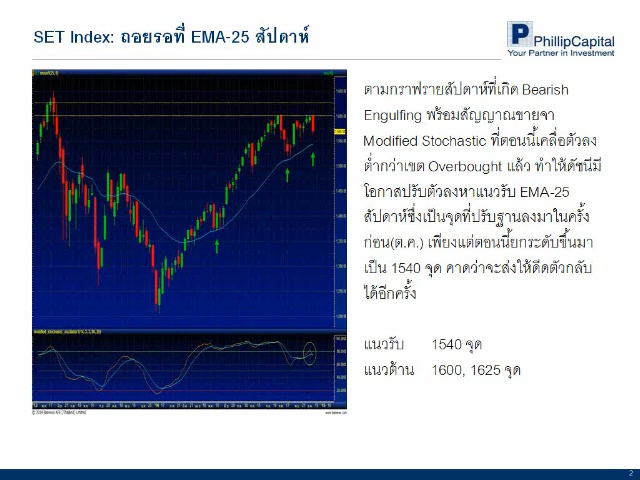 SET Index: ถอยรอที่ EMA-25 สัปดาห์
PhillipCapital
Your Partner in Investment
ตามกราฟรายสัปดาห์ที่เกิด Bearish
Engulfing พร้อมสัญญาณขายจา
Modified Stochastic ที่ตอนนี้เคลื่อตัวลง
ต่ำกว่าเขต Overbought แล้ว ทำให้ดัชนีมี
โอกาสปรับตัวลงหาแนวรับ EMA-25
สัปดาห์ซึ่งเป็นจุดที่ปรับฐานลงมาในครั้ง
ก่อน(ต.ค.) เพียงแต่ตอนนี้ยกระดับขึ้นมา
เป็น 1540 จุด คาดว่าจะส่งให้ดีดตัวกลับ
ได้อีกครั้ง
แนวรับ 1540 จุด
แนวต้าน 1600, 1625 จุด
2